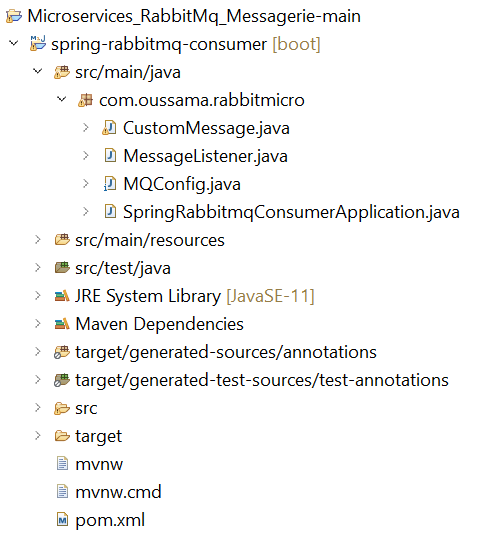 Microservices_RabbitMq_Messagerie-main
spring-rabbitmq-consumer [boot]
src/main/java
com.oussama.rabbitmicro
CustomMessage.java
MessageListener.java
MQConfig.java
SpringRabbitmqConsumerApplication.java
src/main/resources
src/test/java
JRE System Library [JavaSE-11]
Maven Dependencies
target/generated-sources/annotations
target/generated-test-sources/test-annotations
src
target
mvnw
mvnw.cmd
pom.xml